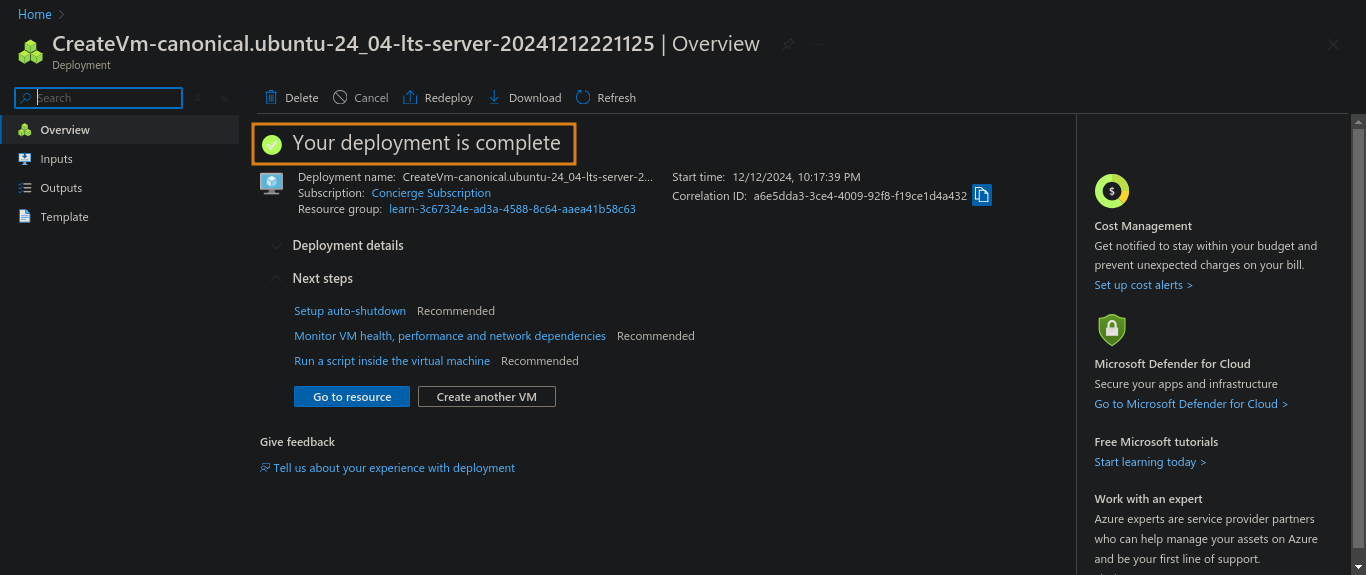 Home
CreateVm-canonical.ubuntu-24_04-lts-server-20241212221125 | Overview
Deployment
Search
Delete
Cancel
Redeploy
Download
Refresh
Overview
Inputs
Outputs
Template
Your deployment is complete
Deployment name: CreateVm-canonical.ubuntu-24_04-lts-server-2...
Subscription: Concierge Subscription
Resource group: learn-3c67324e-ad3a-4588-8c64-aaea41b58c63
Start time: 12/12/2024, 10:17:39 PM
Correlation ID: a6e5dda3-3ce4-4009-92f8-f19ce1d4a432
Deployment details
Next steps
Setup auto-shutdown Recommended
Monitor VM health, performance and network dependencies Recommended
Run a script inside the virtual machine Recommended
Go to resource
Create another VM
Give feedback
Tell us about your experience with deployment
$
Cost Management
Get notified to stay within your budget and
prevent unexpected charges on your bill.
Set up cost alerts >
Microsoft Defender for Cloud
Secure your apps and infrastructure
Go to Microsoft Defender for Cloud >
Free Microsoft tutorials
Start learning today >
Work with an expert
Azure experts are service provider partners
who can help manage your assets on Azure
and be your first line of support.